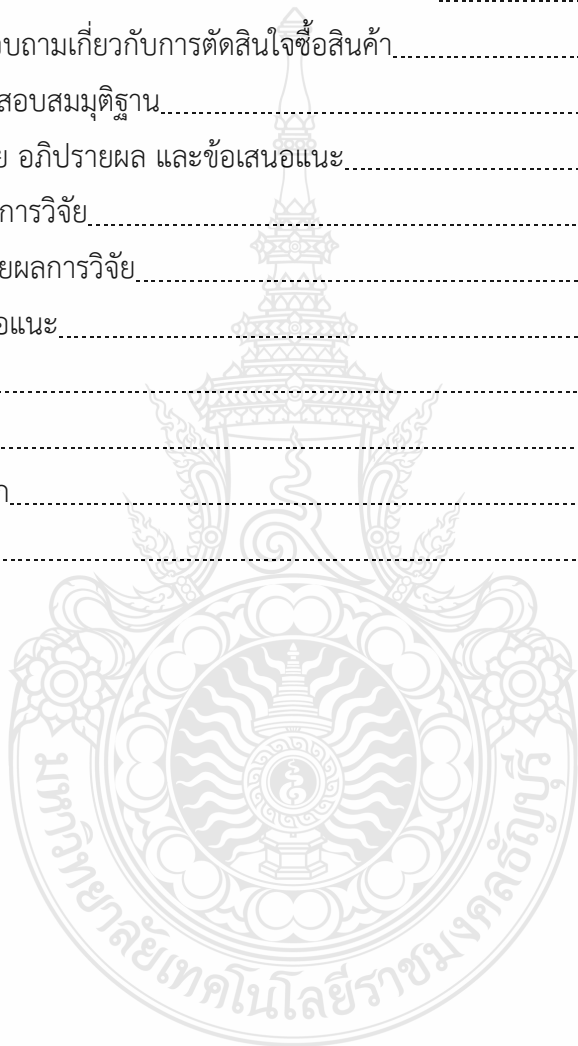 บถามเกี่ยวกับการตัดสินใจซื้อสินค้า
สอบสมมุติฐาน
ย อภิปรายผล และข้อเสนอแนะ
การวิจัย
ยผลการวิจัย
อแนะ
มหาวิทยาลัยเทคโนโลยีราชมงคลธัญบุรี